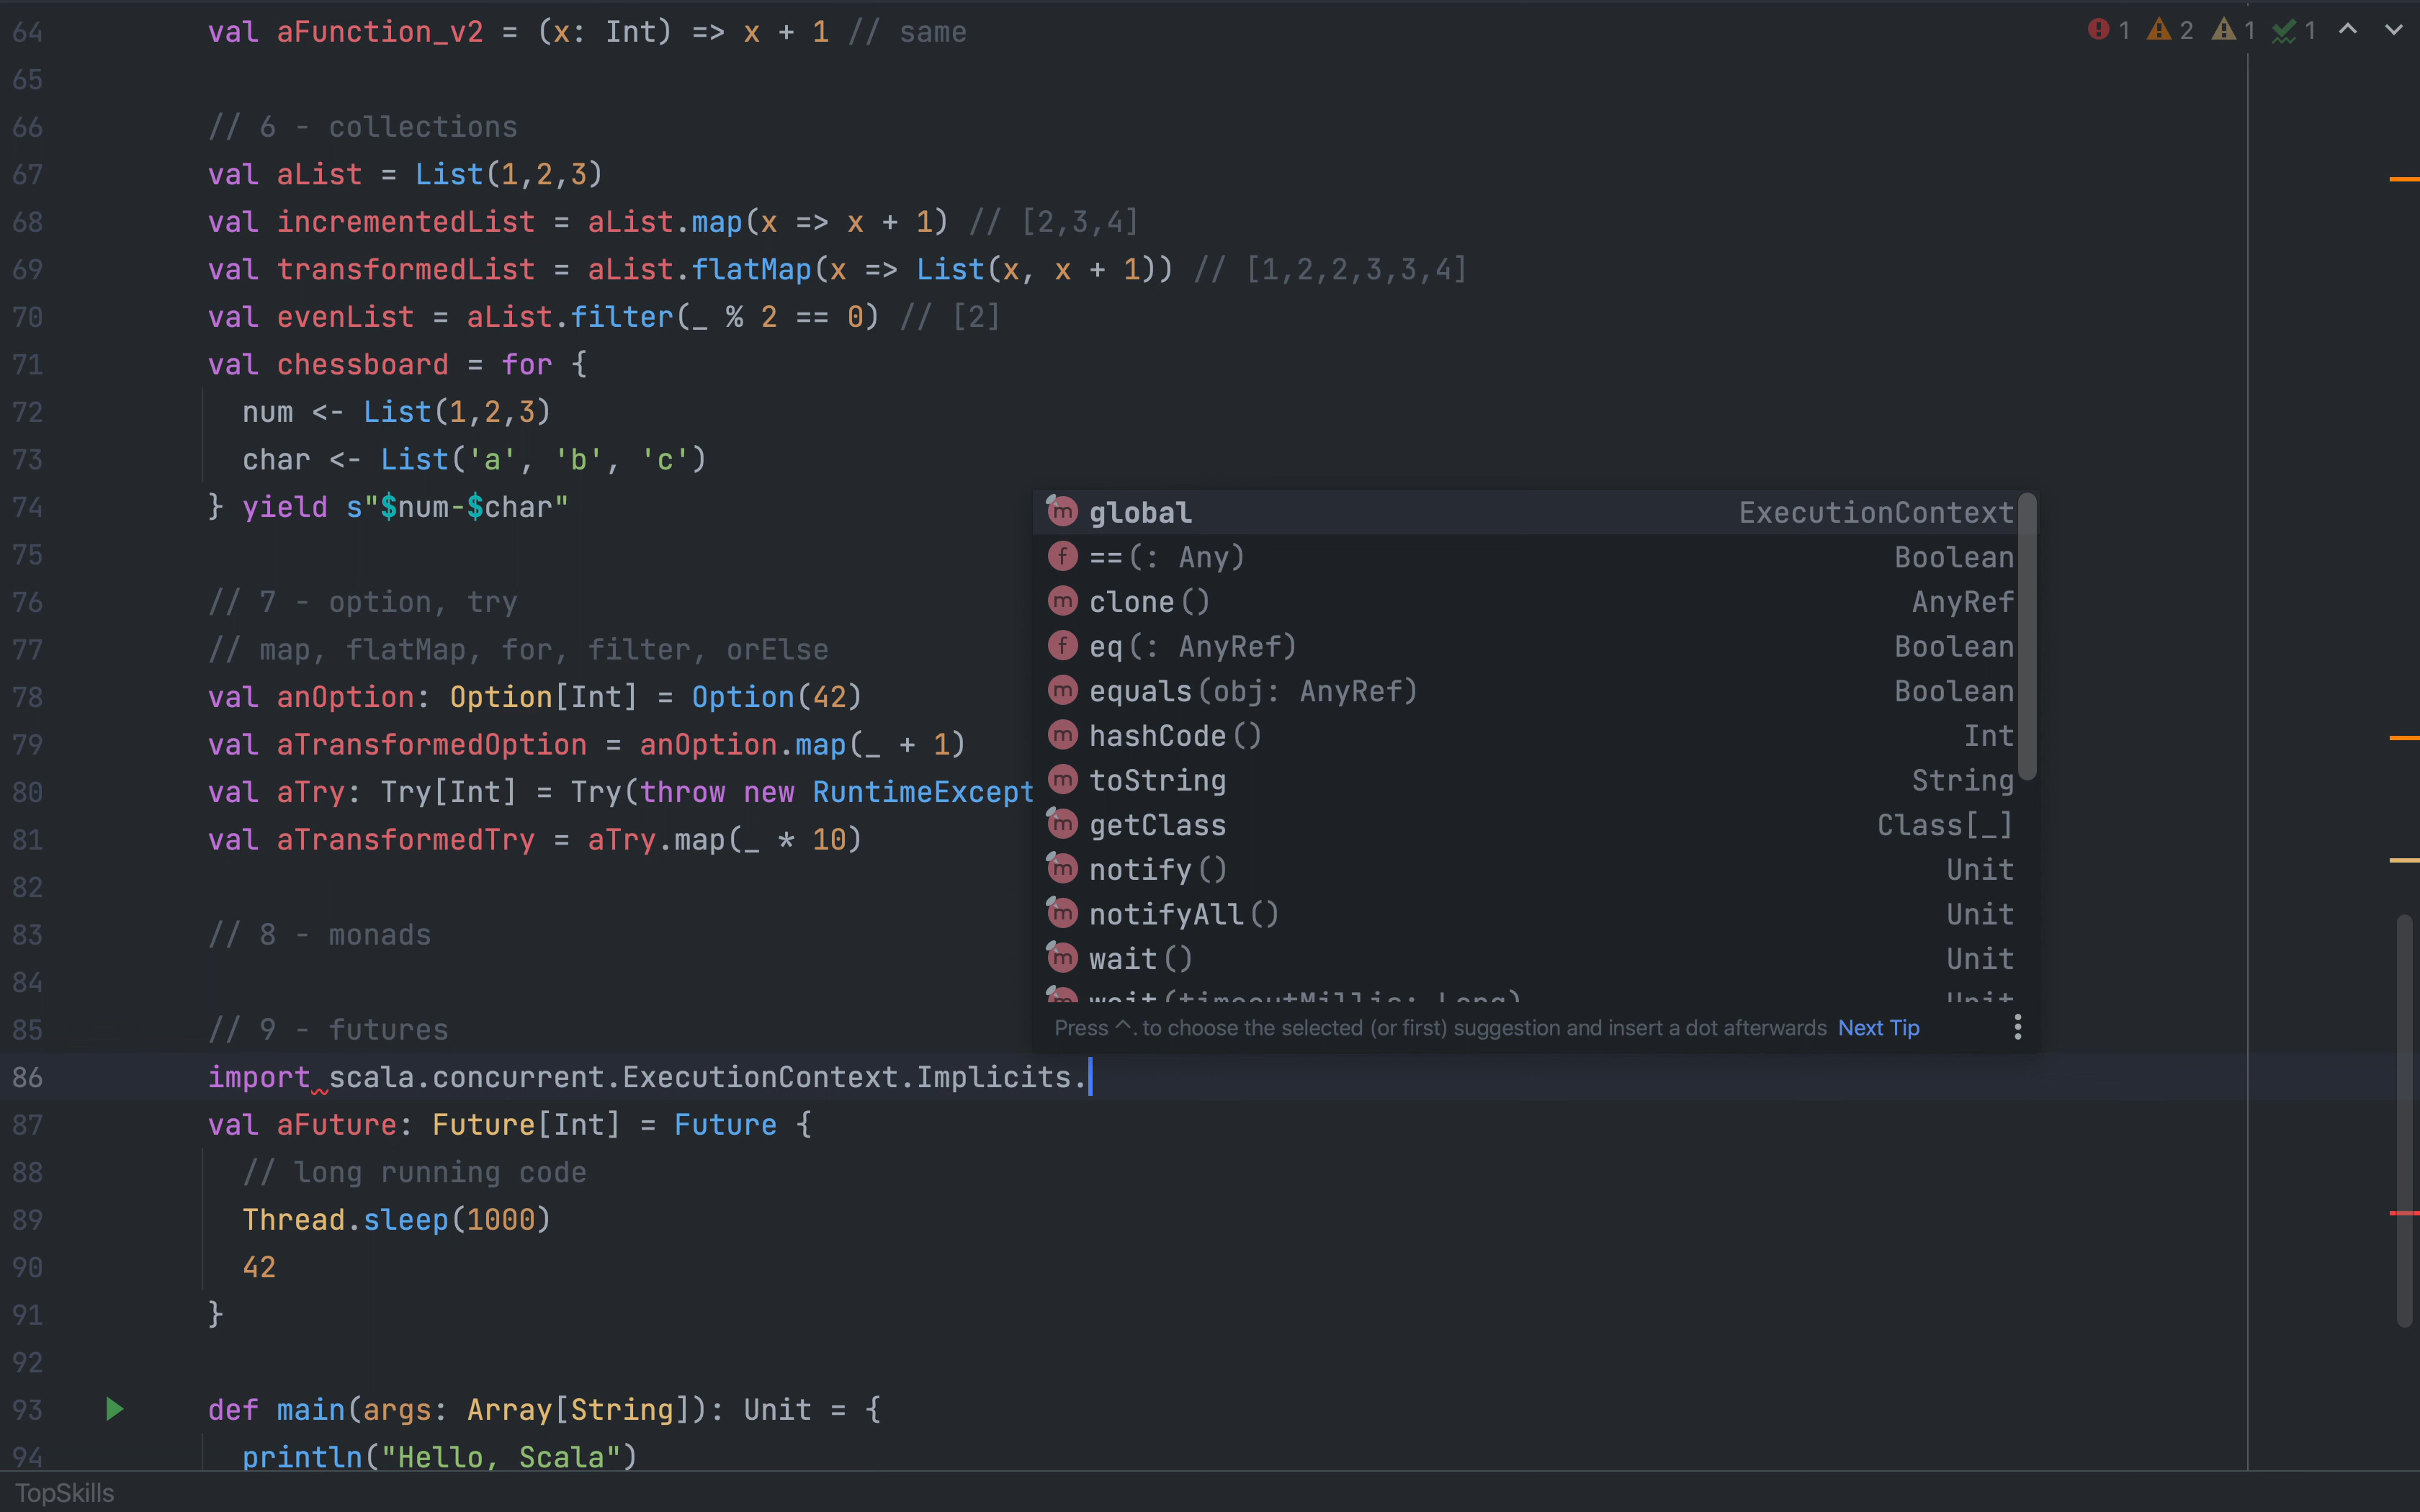 64 val aFunction_v2 = (x: Int) => x + 1 // same
1 2 1 1
65
66 // 6 - collections
67 val aList = List(1,2,3)
68 val incrementedList = aList.map(x => x + 1) // [2,3,4]
69 val transformedList = aList.flatMap(x => List(x, x + 1)) // [1,2,2,3,3,4]
70 val evenList = aList.filter(_ % 2 == 0) // [2]
71 val chessboard = for {
72 num <- List(1,2,3)
73 char <- List('a', 'b', 'c')
74 } yield s"$num-$char"
75
76 // 7 - option, try
77 // map, flatMap, for, filter, orElse
78 val anOption: Option[Int] = Option(42)
79 val aTransformedOption = anOption.map(_ + 1)
80 val aTry: Try[Int] = Try(throw new RuntimeExcept
81 val aTransformedTry = aTry.map(_ * 10)
82
83 // 8 - monads
84
85 // 9 - futures
86 import scala.concurrent.ExecutionContext.Implicits.
87 val aFuture: Future[Int] = Future {
88 // long running code
89 Thread.sleep(1000)
90 42
91 }
92
93 def main(args: Array[String]): Unit = {
94 println("Hello, Scala")
m global ExecutionContext
f ==(: Any) Boolean
m clone() AnyRef
f eq(: AnyRef) Boolean
m equals(obj: AnyRef) Boolean
m hashCode() Int
m toString String
m getClass Class[_]
m notify() Unit
m notifyAll() Unit
m wait() Unit
m wait(timeoutMillis: Long) Unit
Press ^. to choose the selected (or first) suggestion and insert a dot afterwards Next Tip
TopSkills